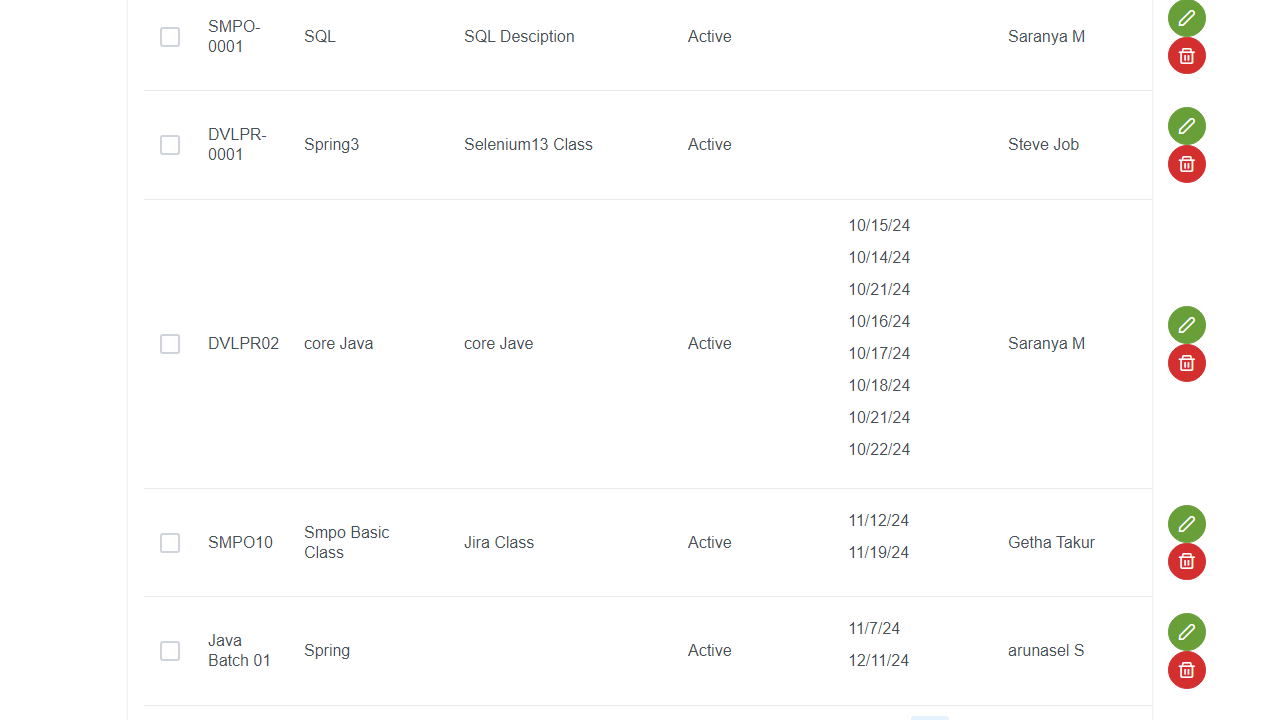 SMPO-
0001
SQL
SQL Desciption
Active
Saranya M
DVLPR-
0001
Spring3
Selenium13 Class
Active
Steve Job
DVLPR02
core Java
core Jave
Active
10/15/24
10/14/24
10/21/24
10/16/24
10/17/24
10/18/24
10/21/24
10/22/24
Saranya M
SMPO10
Smpo Basic
Class
Jira Class
Active
11/12/24
11/19/24
Getha Takur
Java
Batch 01
Spring
Active
11/7/24
12/11/24
arunasel S